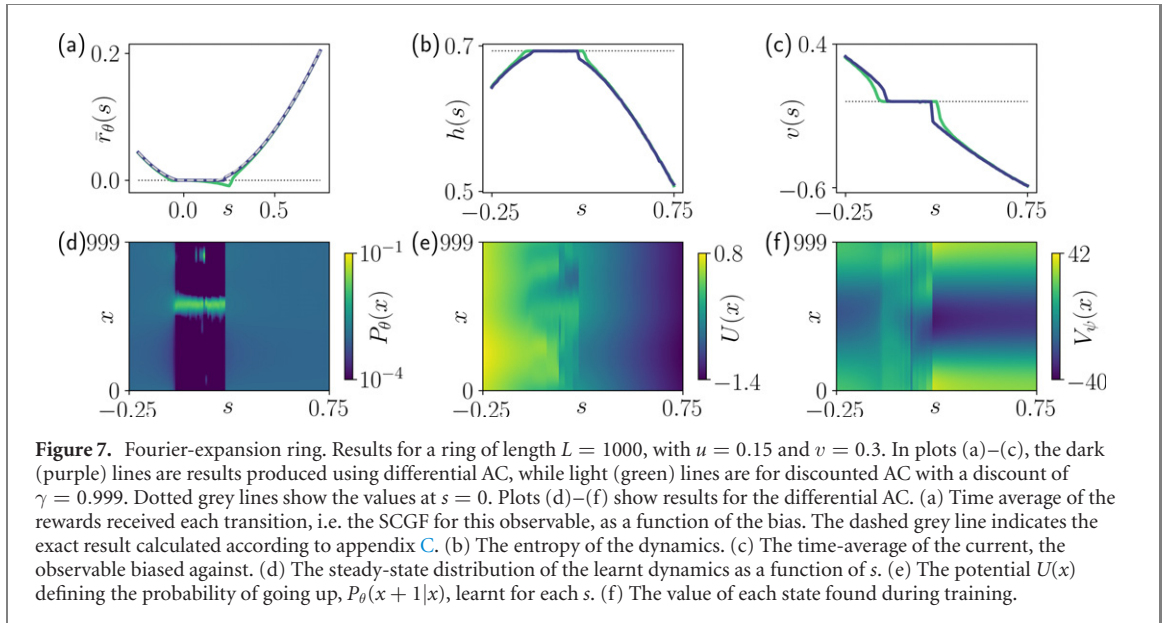 (a)
0.2
r̄_θ(s)
0.0
0.0 s 0.5
(b)
0.7
h(s)
0.5
−0.25 s 0.75
(c)
0.4
v(s)
−0.6
−0.25 s 0.75
(d)
999
x
0
−0.25 s 0.75
10^{−1}
P_θ(x)
10^{−4}
(e)
999
x
0
−0.25 s 0.75
0.8
U(x)
−1.4
(f)
999
x
0
−0.25 s 0.75
42
V_ψ(x)
−40
Figure 7. Fourier-expansion ring. Results for a ring of length L = 1000, with u = 0.15 and v = 0.3. In plots (a)–(c), the dark
(purple) lines are results produced using differential AC, while light (green) lines are for discounted AC with a discount of
γ = 0.999. Dotted grey lines show the values at s = 0. Plots (d)–(f) show results for the differential AC. (a) Time average of the
rewards received each transition, i.e. the SCGF for this observable, as a function of the bias. The dashed grey line indicates the
exact result calculated according to appendix C. (b) The entropy of the dynamics. (c) The time-average of the current, the
observable biased against. (d) The steady-state distribution of the learnt dynamics as a function of s. (e) The potential U(x)
defining the probability of going up, P_θ(x + 1|x), learnt for each s. (f) The value of each state found during training.